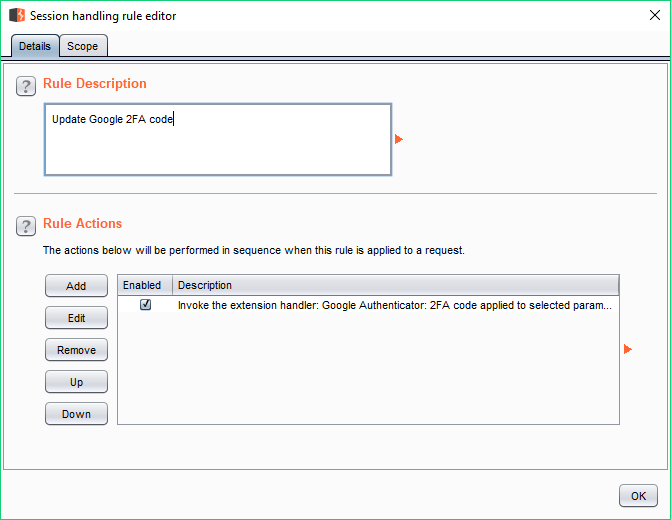 Session handling rule editor
Details Scope
? Rule Description
Update Google 2FA code
? Rule Actions
The actions below will be performed in sequence when this rule is applied to a request.
Add
Edit
Remove
Up
Down
Enabled Description
Invoke the extension handler: Google Authenticator: 2FA code applied to selected param...
OK